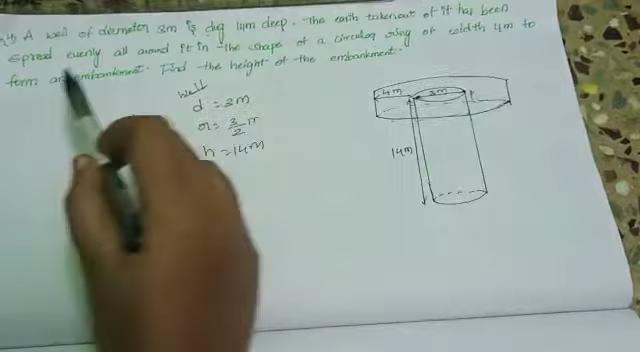 A well of diameter 3m is dug 14m deep. The earth taken out of it has been
spread evenly all around it in the shape of a circular ring of width 4m to
form an embankment. Find the height of the embankment.
well
d = 3m
r = 3/2 m
h = 14m
4m
3m
14m